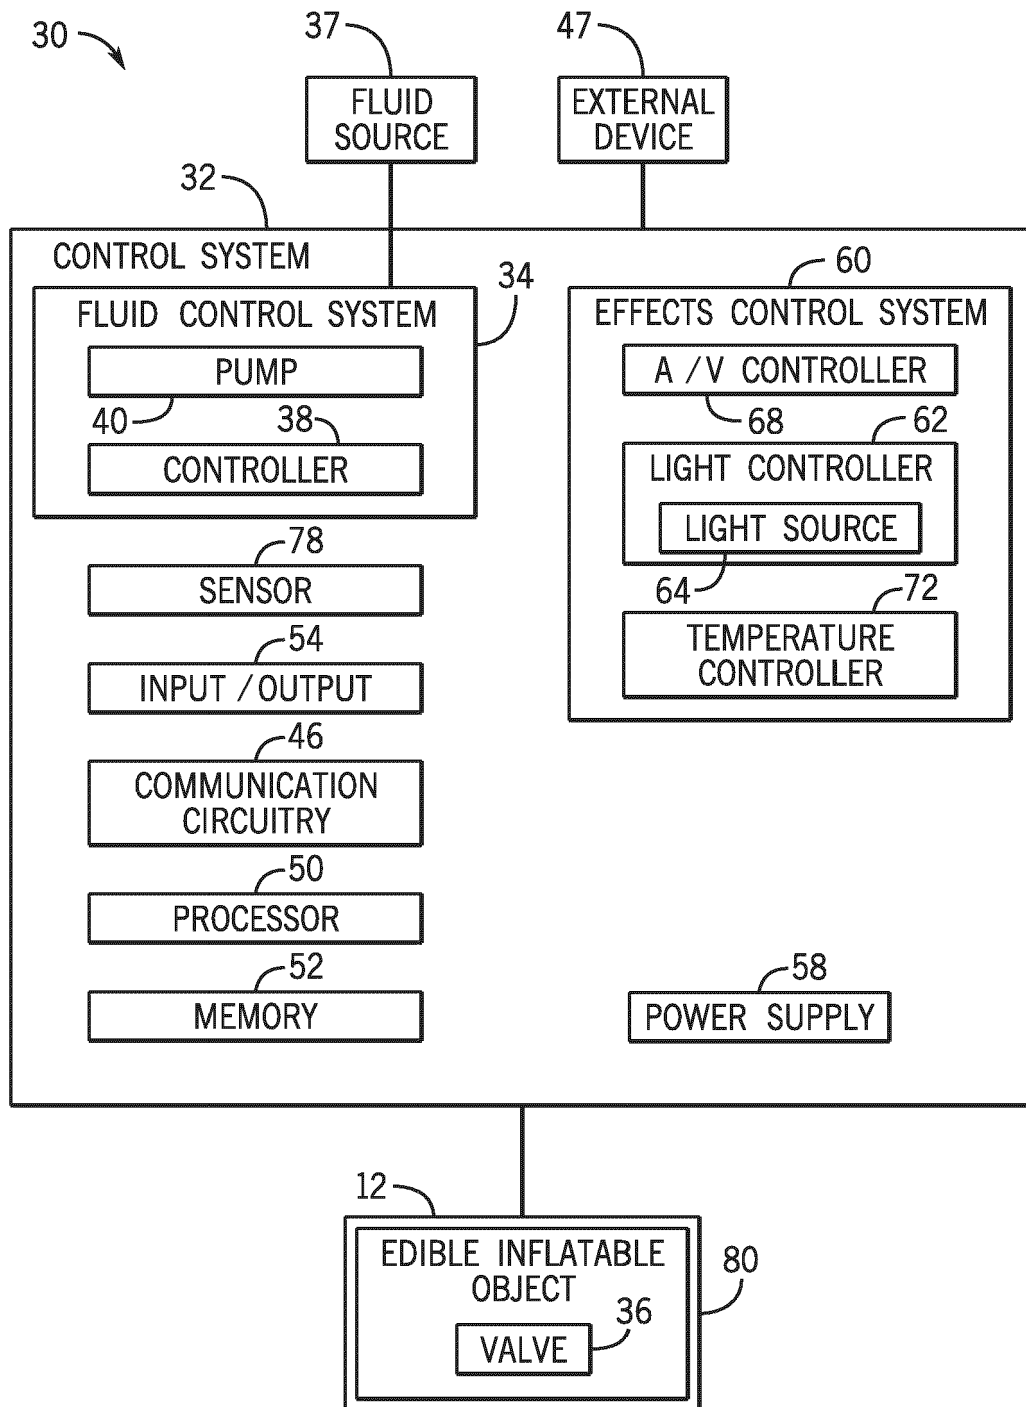 30
37
47
FLUID
SOURCE
EXTERNAL
DEVICE
32
CONTROL SYSTEM
34
60
FLUID CONTROL SYSTEM
PUMP
40
38
CONTROLLER
EFFECTS CONTROL SYSTEM
A /V CONTROLLER
68
62
LIGHT CONTROLLER
LIGHT SOURCE
64
72
TEMPERATURE
CONTROLLER
78
SENSOR
54
INPUT /OUTPUT
46
COMMUNICATION
CIRCUITRY
50
PROCESSOR
52
MEMORY
58
POWER SUPPLY
12
EDIBLE INFLATABLE
OBJECT
80
36
VALVE